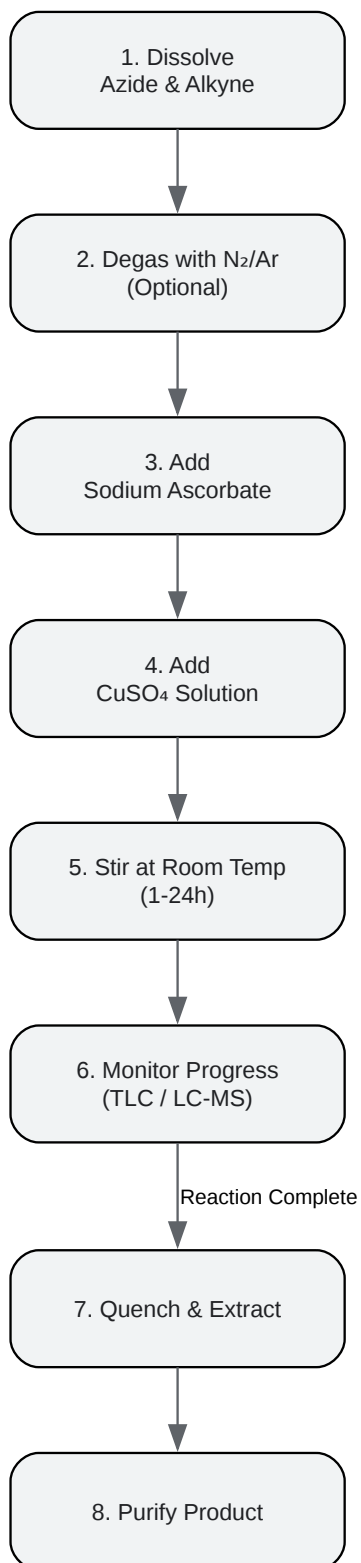 1. Dissolve
Azide & Alkyne
2. Degas with N₂/Ar
(Optional)
3. Add
Sodium Ascorbate
4. Add
CuSO₄ Solution
5. Stir at Room Temp
(1-24h)
6. Monitor Progress
(TLC / LC-MS)
Reaction Complete
7. Quench & Extract
8. Purify Product